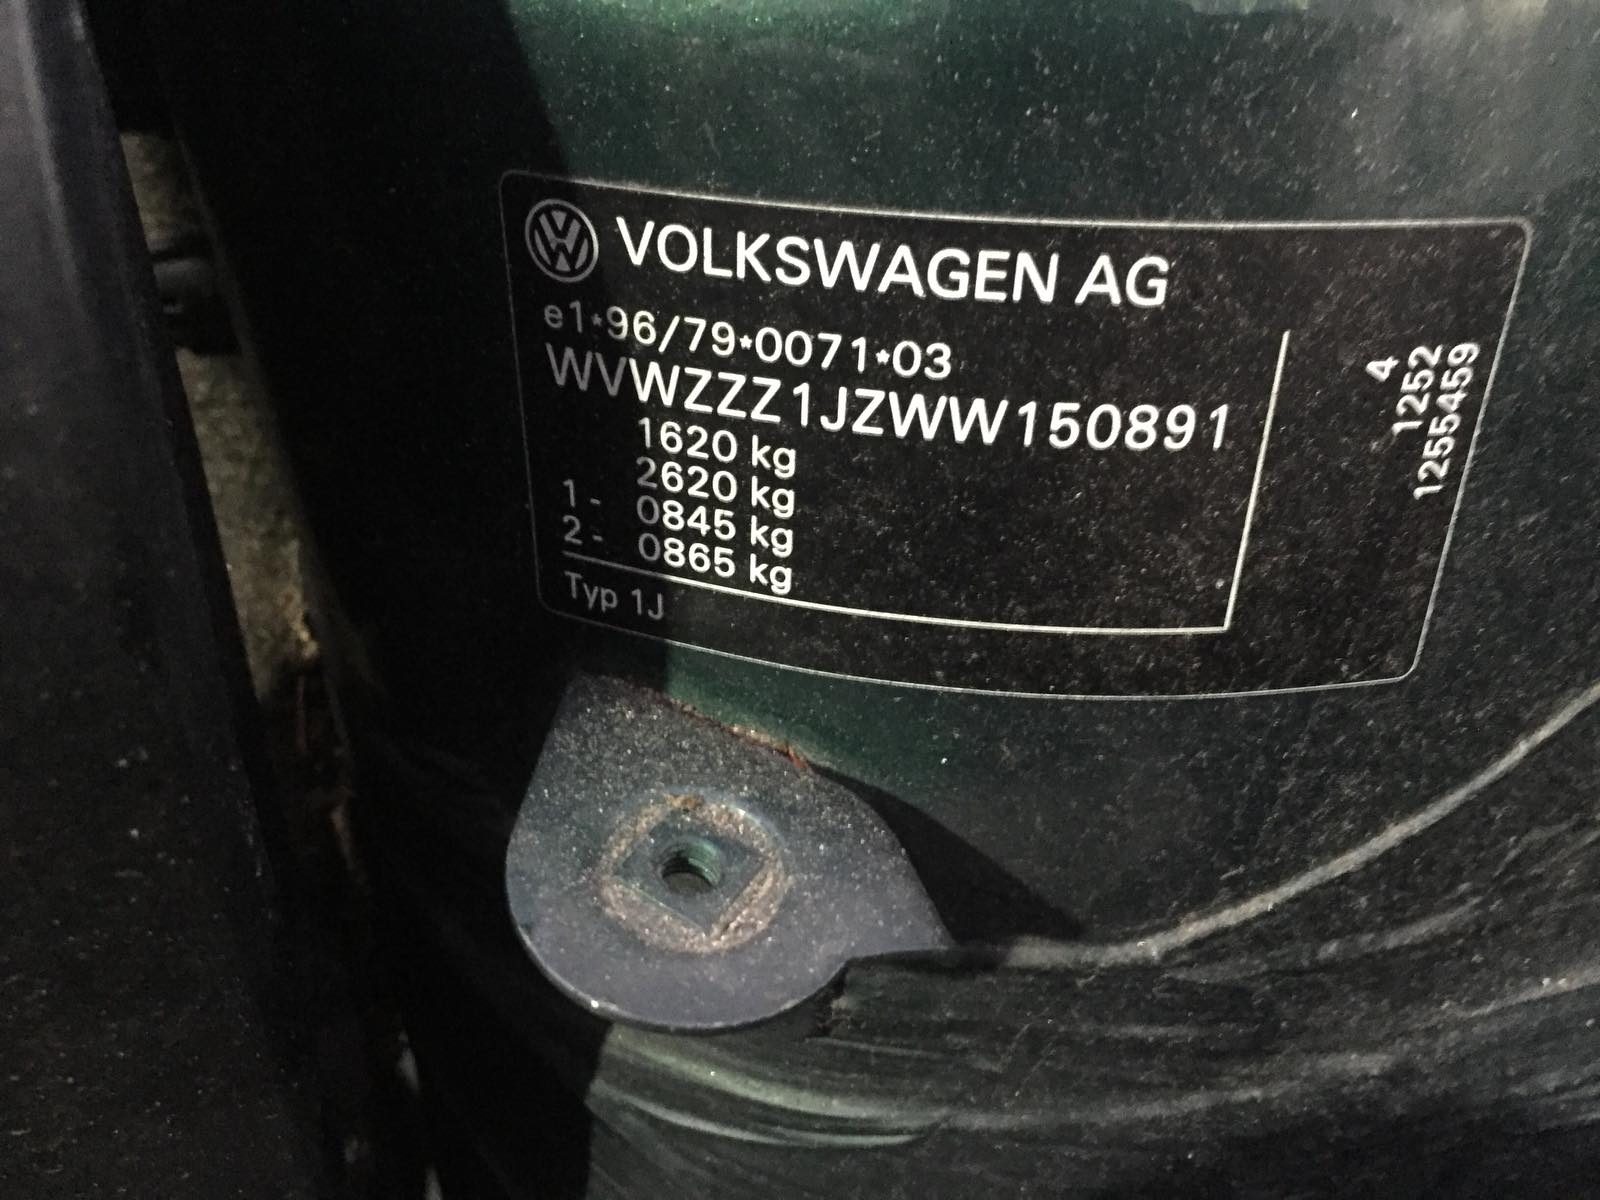 VOLKSWAGEN AG
e1*96/79*0071*03
WVWZZZ1JZWW150891
1620 kg
2620 kg
1- 0845 kg
2- 0865 kg
Typ 1J
4
1252
1255459